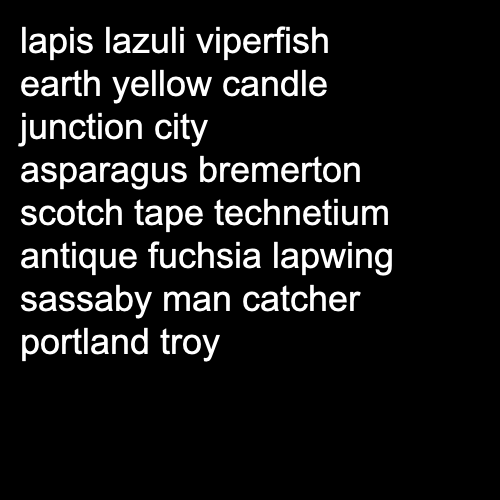 lapis lazuli viperfish
earth yellow candle
junction city
asparagus bremerton
scotch tape technetium
antique fuchsia lapwing
sassaby man catcher
portland troy